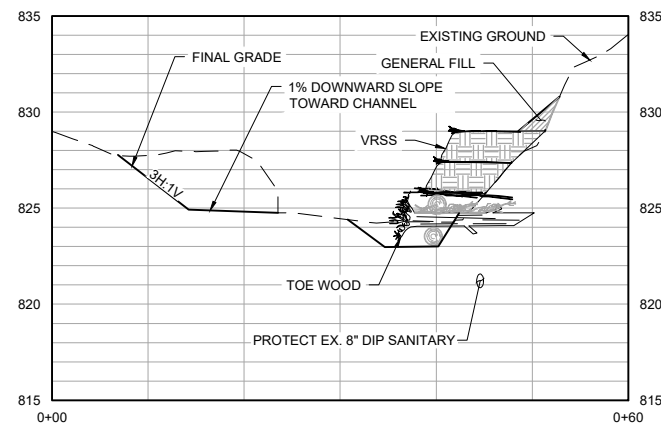 835
835
EXISTING GROUND
FINAL GRADE
GENERAL FILL
1% DOWNWARD SLOPE
TOWARD CHANNEL
830
830
VRSS
3H:1V
825
825
TOE WOOD
820
820
PROTECT EX. 8" DIP SANITARY
815
815
0+00
0+60